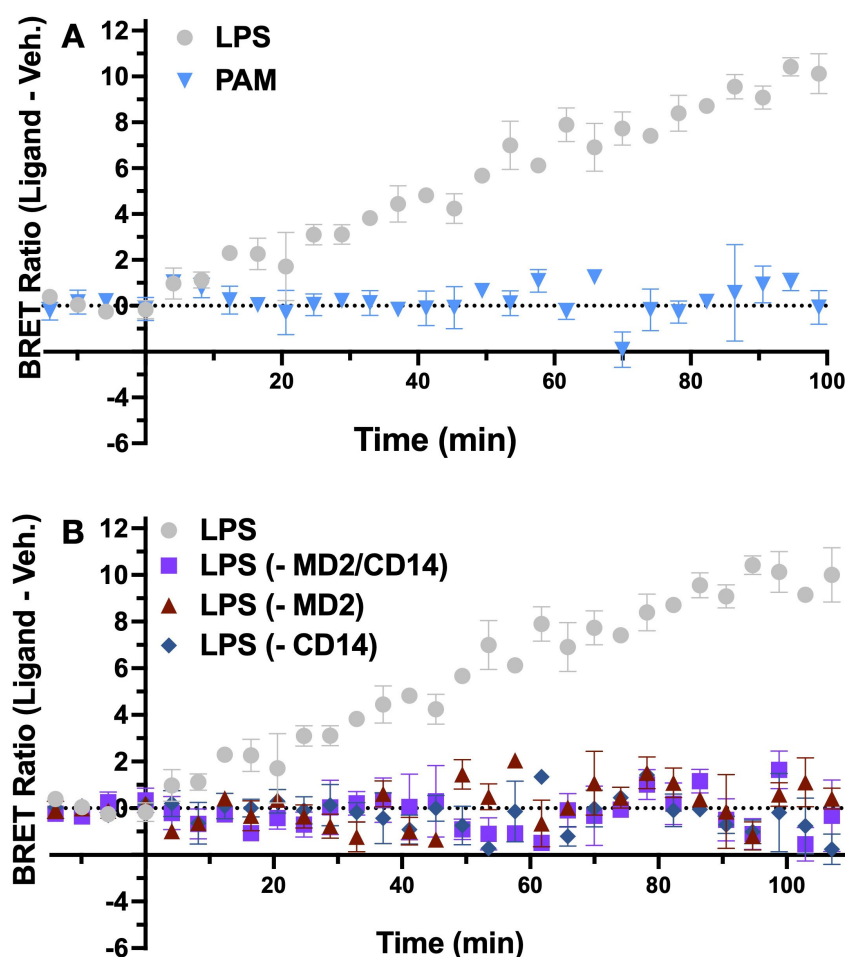 A
LPS
PAM
BRET Ratio (Ligand - Veh.)
12
10
8
6
4
2
0
-4
-6
20
40
60
80
100
Time (min)
B
LPS
LPS (- MD2/CD14)
LPS (- MD2)
LPS (- CD14)
BRET Ratio (Ligand - Veh.)
12
10
8
6
4
2
0
-4
-6
20
40
60
80
100
Time (min)